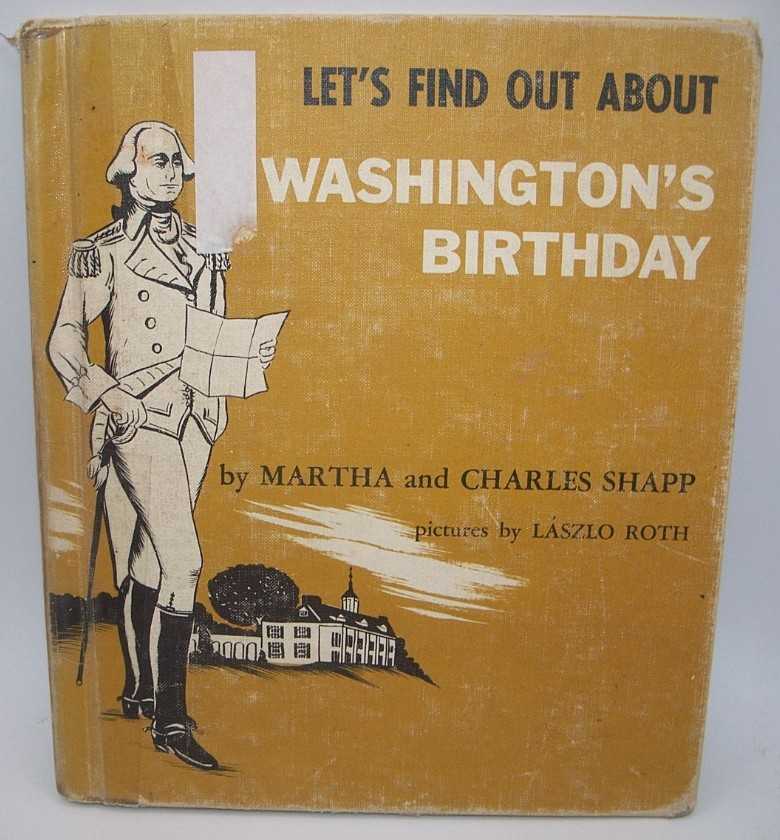 LET'S FIND OUT ABOUT
WASHINGTON'S
BIRTHDAY
by MARTHA and CHARLES SHAPP
pictures by LÁSZLO ROTH